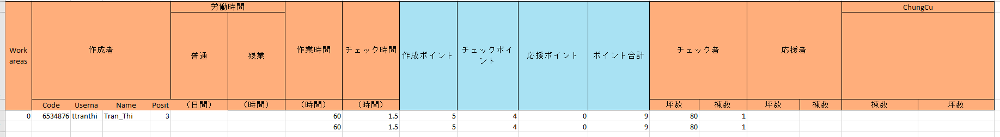 労働時間
ChungCu
Work areas
作成者
普通
残業
作業時間
チェック時間
作成ポイント
チェックポイント
応援ポイント
ポイント合計
チェック者
応援者
Code Userna Name Posit (日間) (時間) (時間) (時間) 坪数 棟数 坪数 棟数 棟数 坪数
0 6534876 ttranthi Tran_Thi 3 60 1.5 5 4 0 9 80 1
60 1.5 5 4 0 9 80 1